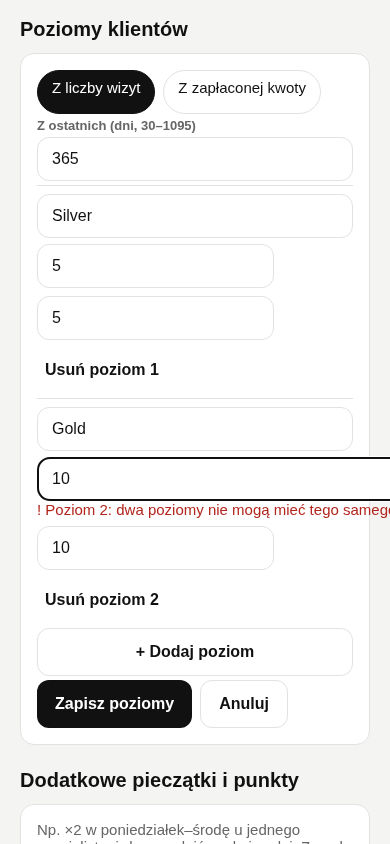 Poziomy klientów
Z liczby wizyt
Z zapłaconej kwoty
Z ostatnich (dni, 30–1095)
365
Silver
5
5
Usuń poziom 1
Gold
10
! Poziom 2: dwa poziomy nie mogą mieć tego
10
Usuń poziom 2
+ Dodaj poziom
Zapisz poziomy
Anuluj
Dodatkowe pieczątki i punkty
Np. ×2 w poniedziałek–środę u jednego